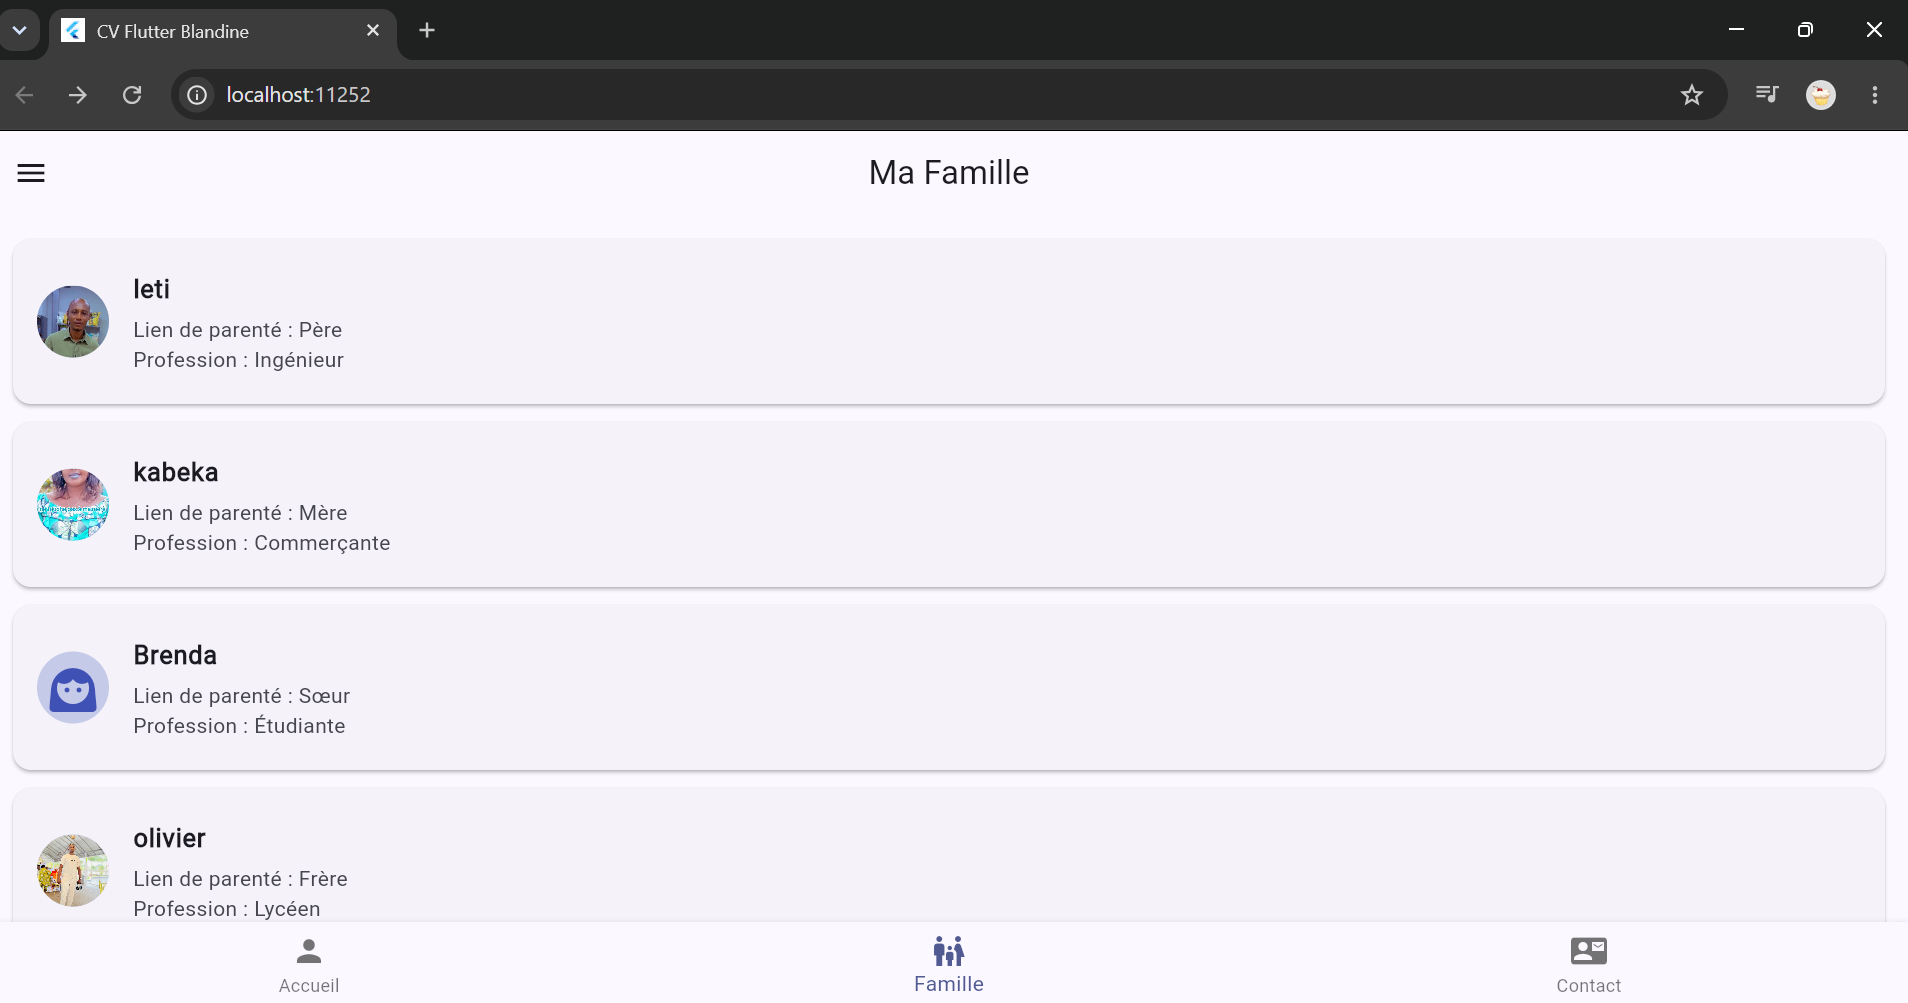 CV Flutter Blandine
localhost:11252
Ma Famille
leti
Lien de parenté : Père
Profession : Ingénieur
kabeka
Lien de parenté : Mère
Profession : Commerçante
Brenda
Lien de parenté : Sœur
Profession : Étudiante
olivier
Lien de parenté : Frère
Profession : Lycéen
Accueil
Famille
Contact